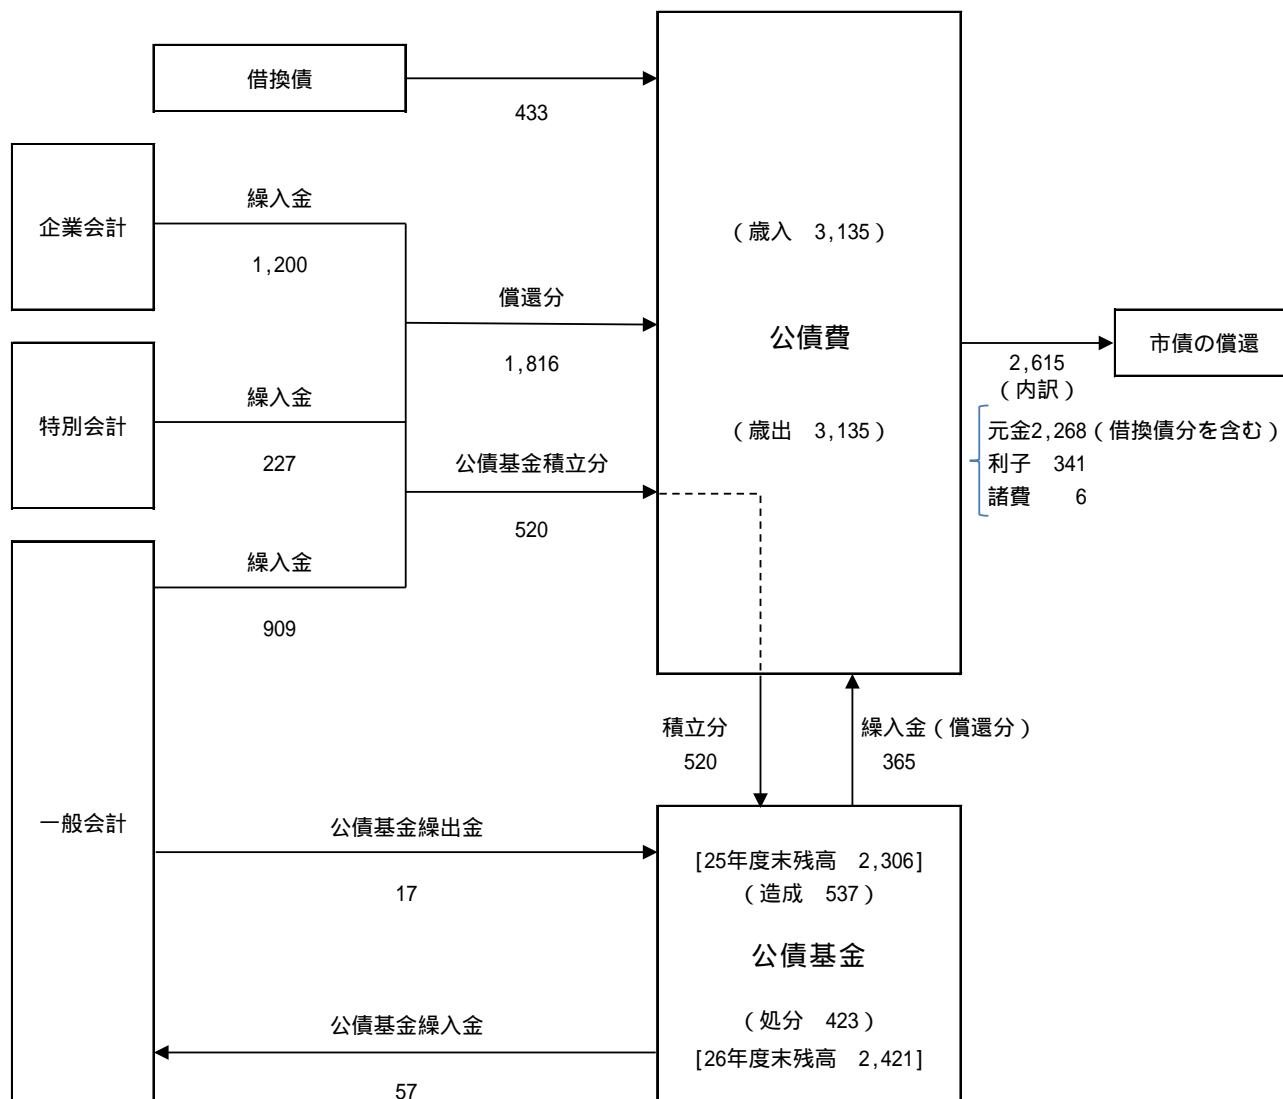 借換債
433
企業会計
繰入金
1,200
（歳入　3,135）
償還分
1,816
公債費
市債の償還
2,615
（内訳）
元金2,268（借換債分を含む）
利子　341
諸費　6
特別会計
繰入金
227
（歳出　3,135）
公債基金積立分
520
繰入金
909
積立分
520
繰入金（償還分）
365
一般会計
公債基金繰出金
17
[25年度末残高　2,306]
（造成　537）
公債基金
（処分　423）
[26年度末残高　2,421]
公債基金繰入金
57